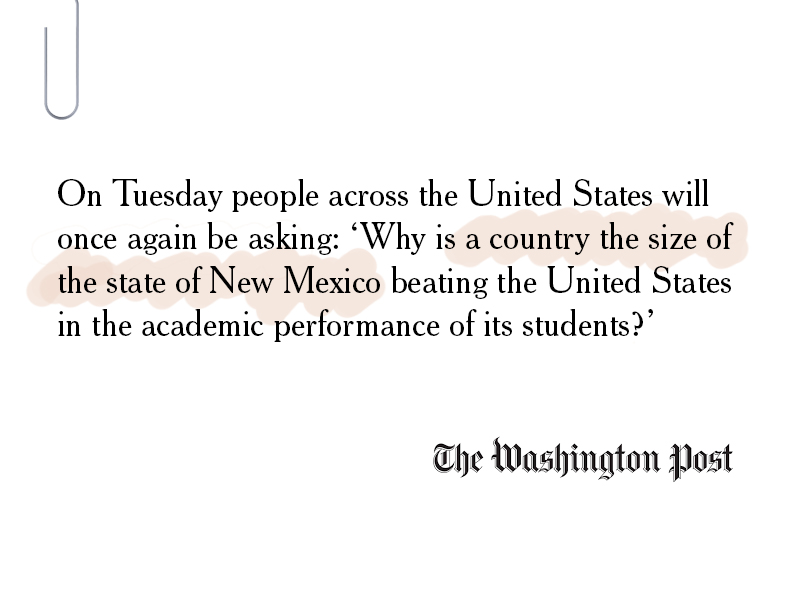 On Tuesday people across the United States will
once again be asking: ‘Why is a country the size of
the state of New Mexico beating the United States
in the academic performance of its students?’
The Washington Post